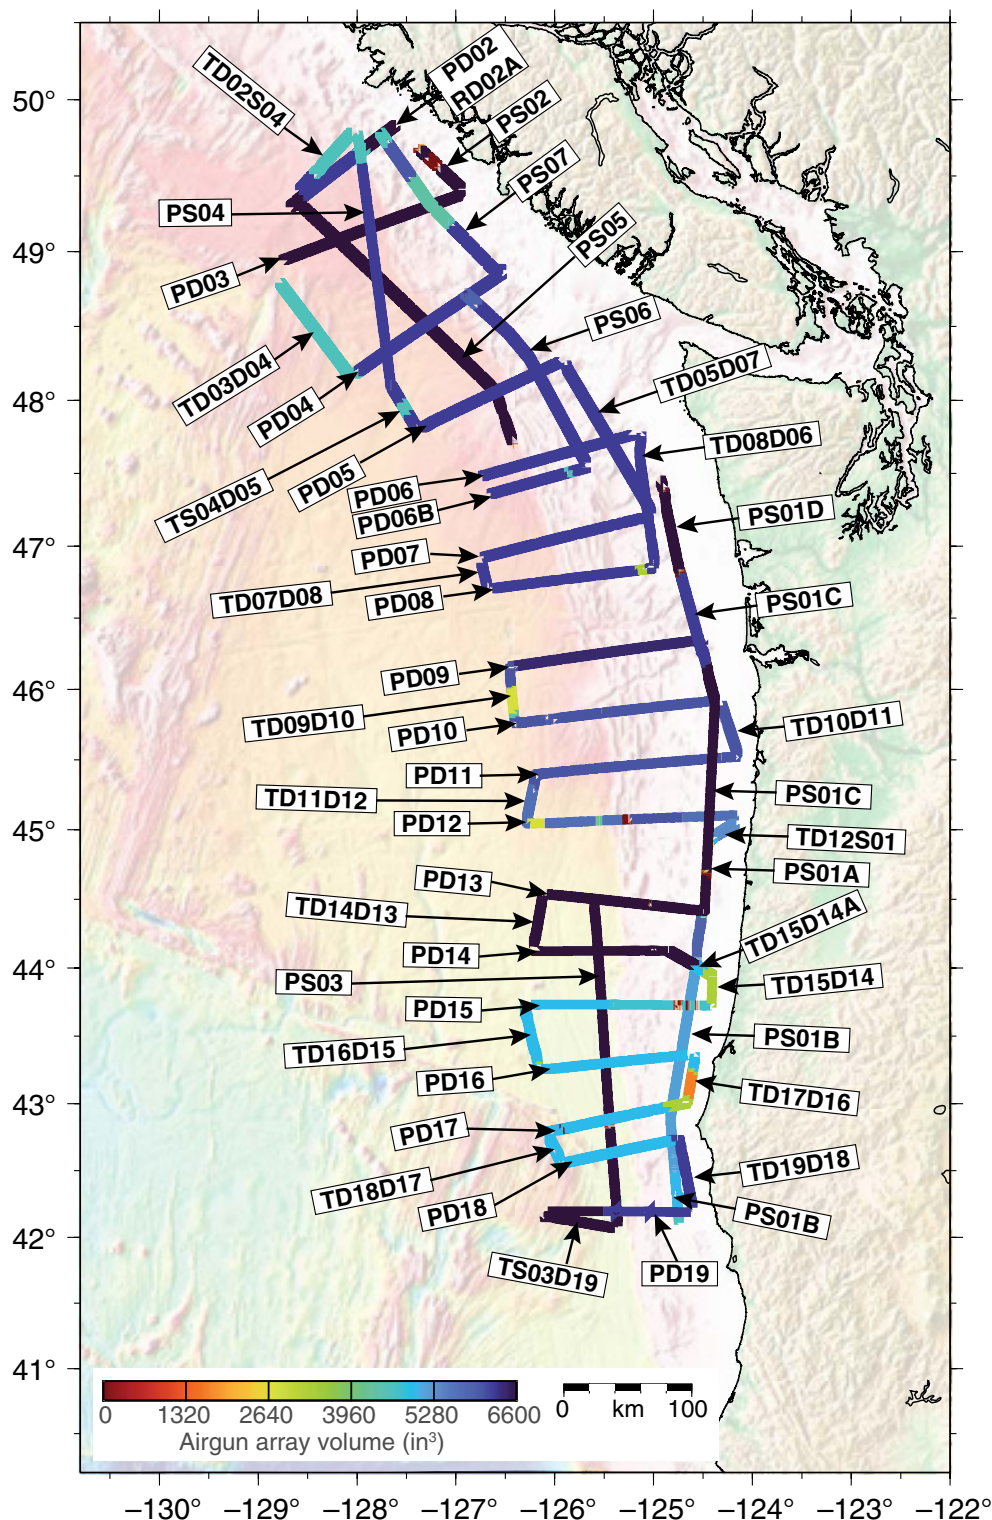 50°
49°
48°
47°
46°
45°
44°
43°
42°
41°
PD02
RD02A
TD02S04
PS02
PS07
PS04
PS05
PD03
PS06
TD03D04
TD05D07
PD04
TD08D06
TS04D05
PD05
PD06
PD06B
PS01D
PD07
TD07D08
PD08
PS01C
PD09
TD09D10
PD10
TD10D11
PD11
TD11D12
PS01C
PD12
TD12S01
PD13
PS01A
TD14D13
TD15D14A
PD14
PS03
TD15D14
PD15
PS01B
TD16D15
PD16
TD17D16
PD17
TD19D18
TD18D17
PD18
PS01B
TS03D19
PD19
0 1320 2640 3960 5280 6600
Airgun array volume (in³)
0 km 100
−130° −129° −128° −127° −126° −125° −124° −123° −122°